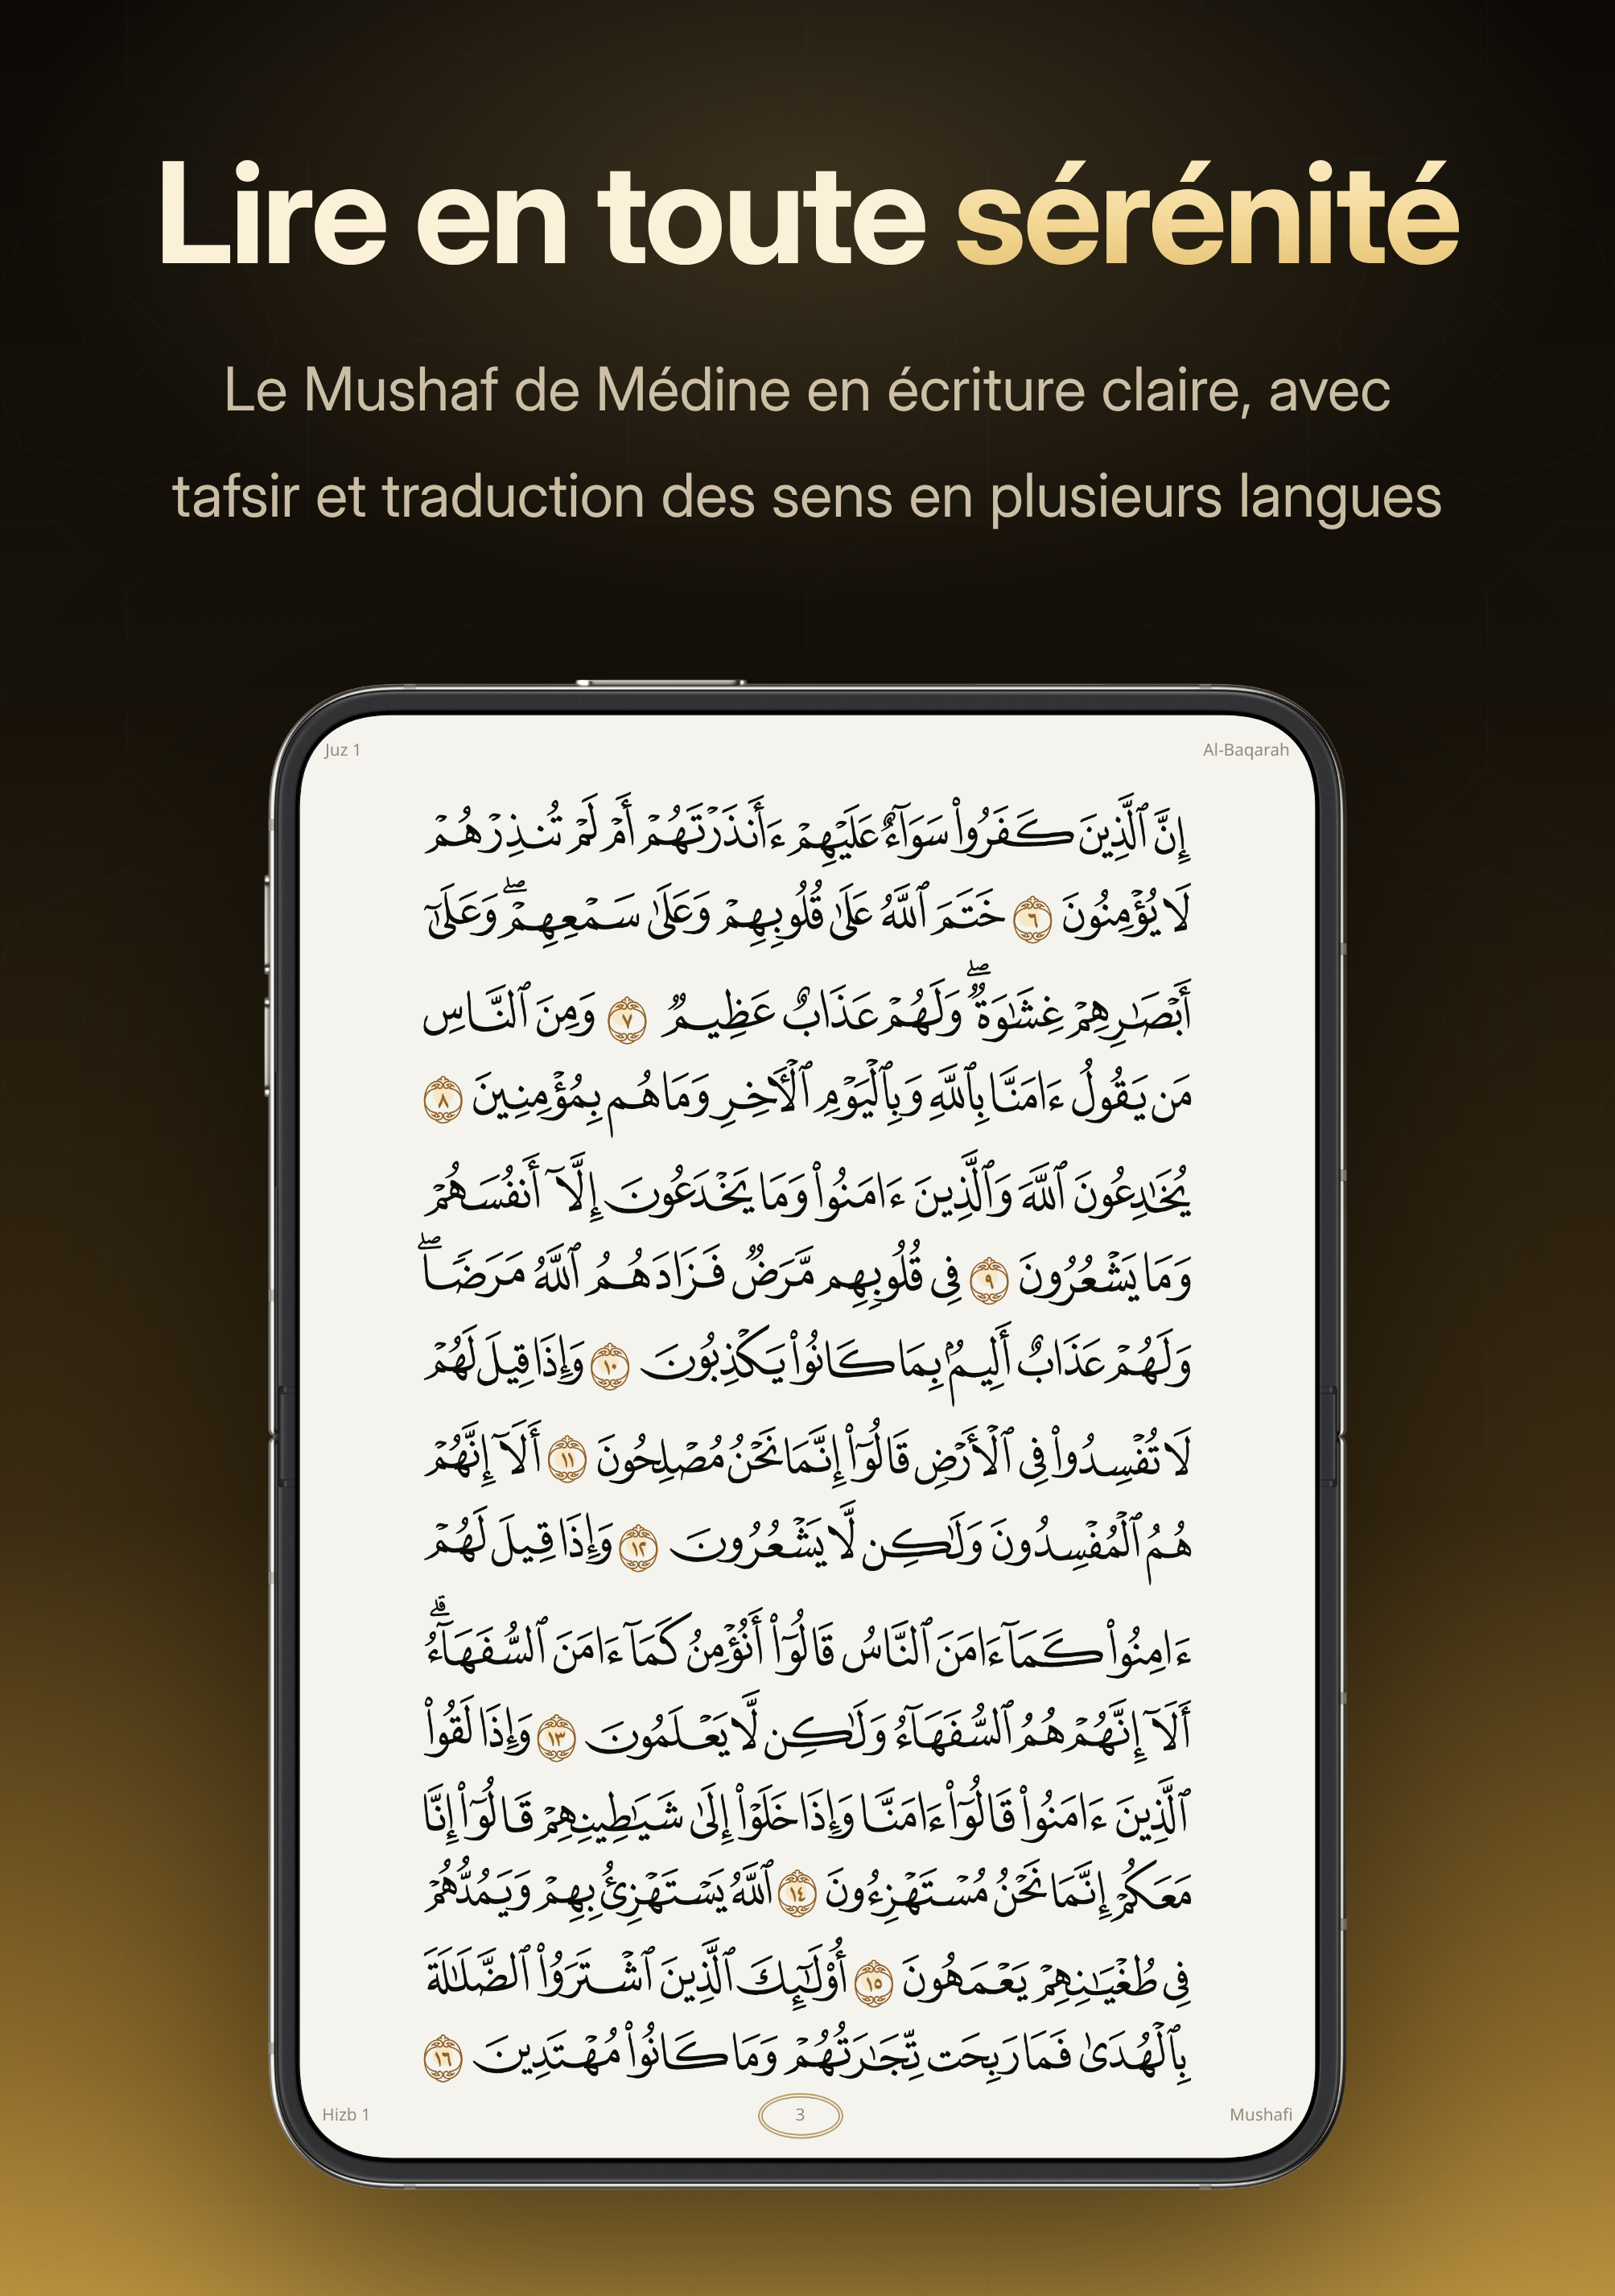 Lire en toute sérénité
Le Mushaf de Médine en écriture claire, avec
tafsir et traduction des sens en plusieurs langues
Juz 1
Al-Baqarah
إِنَّ ٱلَّذِينَ كَفَرُوا۟ سَوَآءٌ عَلَيْهِمْ ءَأَنذَرْتَهُمْ أَمْ لَمْ تُنذِرْهُمْ
لَا يُؤْمِنُونَ ٦ خَتَمَ ٱللَّهُ عَلَىٰ قُلُوبِهِمْ وَعَلَىٰ سَمْعِهِمْ ۖ وَعَلَىٰٓ
أَبْصَـٰرِهِمْ غِشَـٰوَةٌ ۖ وَلَهُمْ عَذَابٌ عَظِيمٌ ٧ وَمِنَ ٱلنَّاسِ
مَن يَقُولُ ءَامَنَّا بِٱللَّهِ وَبِٱلْيَوْمِ ٱلْـَٔاخِرِ وَمَا هُم بِمُؤْمِنِينَ ٨
يُخَـٰدِعُونَ ٱللَّهَ وَٱلَّذِينَ ءَامَنُوا۟ وَمَا يَخْدَعُونَ إِلَّآ أَنفُسَهُمْ
وَمَا يَشْعُرُونَ ٩ فِى قُلُوبِهِم مَّرَضٌ فَزَادَهُمُ ٱللَّهُ مَرَضًا ۖ
وَلَهُمْ عَذَابٌ أَلِيمٌۢ بِمَا كَانُوا۟ يَكْذِبُونَ ١٠ وَإِذَا قِيلَ لَهُمْ
لَا تُفْسِدُوا۟ فِى ٱلْأَرْضِ قَالُوٓا۟ إِنَّمَا نَحْنُ مُصْلِحُونَ ١١ أَلَآ إِنَّهُمْ
هُمُ ٱلْمُفْسِدُونَ وَلَـٰكِن لَّا يَشْعُرُونَ ١٢ وَإِذَا قِيلَ لَهُمْ
ءَامِنُوا۟ كَمَآ ءَامَنَ ٱلنَّاسُ قَالُوٓا۟ أَنُؤْمِنُ كَمَآ ءَامَنَ ٱلسُّفَهَآءُ ۗ
أَلَآ إِنَّهُمْ هُمُ ٱلسُّفَهَآءُ وَلَـٰكِن لَّا يَعْلَمُونَ ١٣ وَإِذَا لَقُوا۟
ٱلَّذِينَ ءَامَنُوا۟ قَالُوٓا۟ ءَامَنَّا وَإِذَا خَلَوْا۟ إِلَىٰ شَيَـٰطِينِهِمْ قَالُوٓا۟ إِنَّا
مَعَكُمْ إِنَّمَا نَحْنُ مُسْتَهْزِءُونَ ١٤ ٱللَّهُ يَسْتَهْزِئُ بِهِمْ وَيَمُدُّهُمْ
فِى طُغْيَـٰنِهِمْ يَعْمَهُونَ ١٥ أُو۟لَـٰٓئِكَ ٱلَّذِينَ ٱشْتَرَوُا۟ ٱلضَّلَـٰلَةَ
بِٱلْهُدَىٰ فَمَا رَبِحَت تِّجَـٰرَتُهُمْ وَمَا كَانُوا۟ مُهْتَدِينَ ١٦
Hizb 1
3
Mushafi